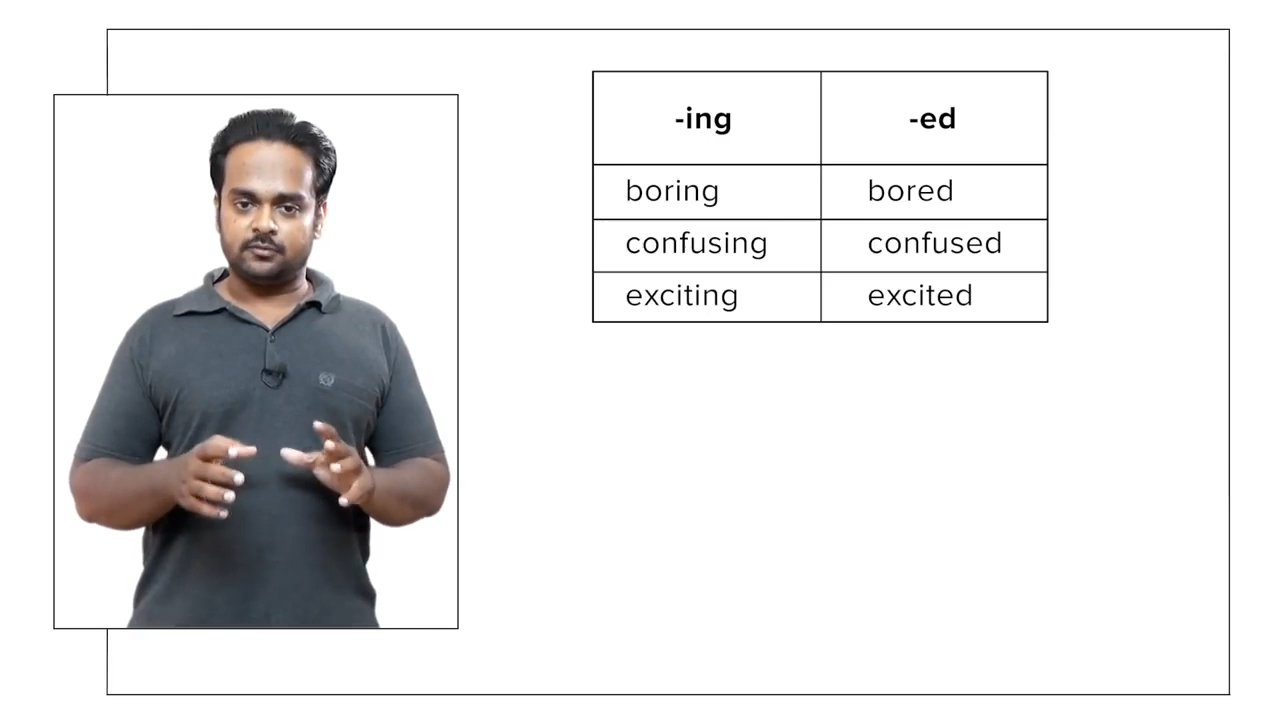 -ing -ed
boring bored
confusing confused
exciting excited